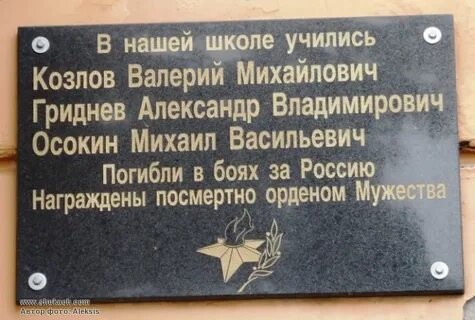 В нашей школе учились
Козлов Валерий Михайлович
Гриднев Александр Владимирович
Осокин Михаил Васильевич
Погибли в боях за Россию
Награждены посмертно орденом Мужества
Автор фото: Aleksis